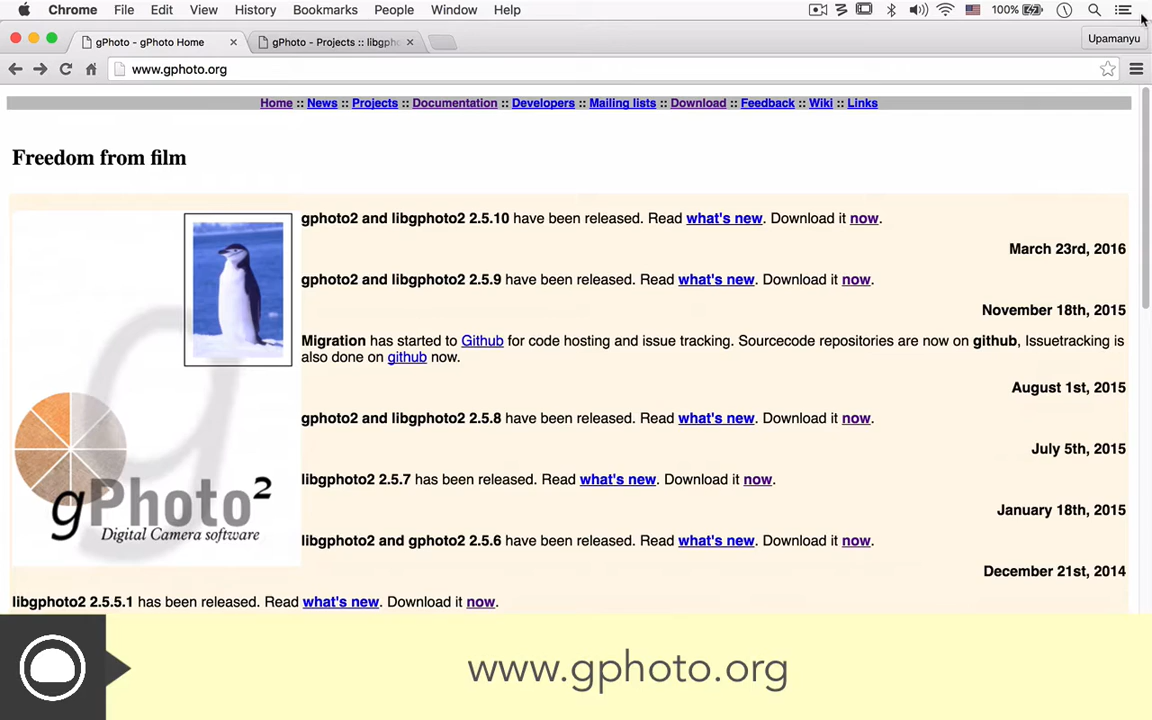 Chrome File Edit View History Bookmarks People Window Help 100%
gPhoto - gPhoto Home gPhoto - Projects :: libgph Upamanyu
www.gphoto.org
Home :: News :: Projects :: Documentation :: Developers :: Mailing lists :: Download :: Feedback :: Wiki :: Links
Freedom from film
gphoto2 and libgphoto2 2.5.10 have been released. Read what's new. Download it now.
March 23rd, 2016
gphoto2 and libgphoto2 2.5.9 have been released. Read what's new. Download it now.
November 18th, 2015
Migration has started to Github for code hosting and issue tracking. Sourcecode repositories are now on github, Issuetracking is
also done on github now.
August 1st, 2015
gphoto2 and libgphoto2 2.5.8 have been released. Read what's new. Download it now.
July 5th, 2015
libgphoto2 2.5.7 has been released. Read what's new. Download it now.
January 18th, 2015
libgphoto2 and gphoto2 2.5.6 have been released. Read what's new. Download it now.
December 21st, 2014
libgphoto2 2.5.5.1 has been released. Read what's new. Download it now.
g
gPhoto²
Digital Camera software
www.gphoto.org